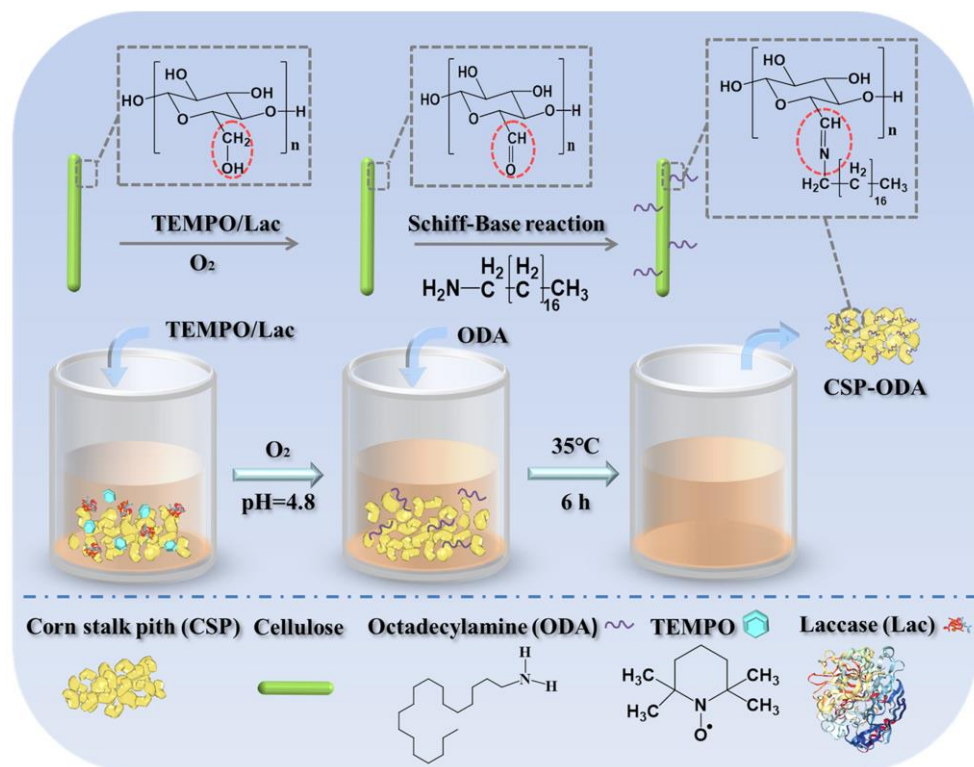 HO
HO
OH
O
O
H
CH2
OH
n
HO
HO
OH
O
O
H
CH
O
n
HO
HO
OH
O
O
H
CH
N
H2C
H2
C
C
H2
CH3
16
n
TEMPO/Lac
O2
Schiff-Base reaction
H2 H2
H2N C C CH3
16
TEMPO/Lac
ODA
CSP-ODA
O2
pH=4.8
35°C
6 h
Corn stalk pith (CSP) Cellulose Octadecylamine (ODA) TEMPO Laccase (Lac)
H
N H
H3C CH3
H3C N CH3
O•